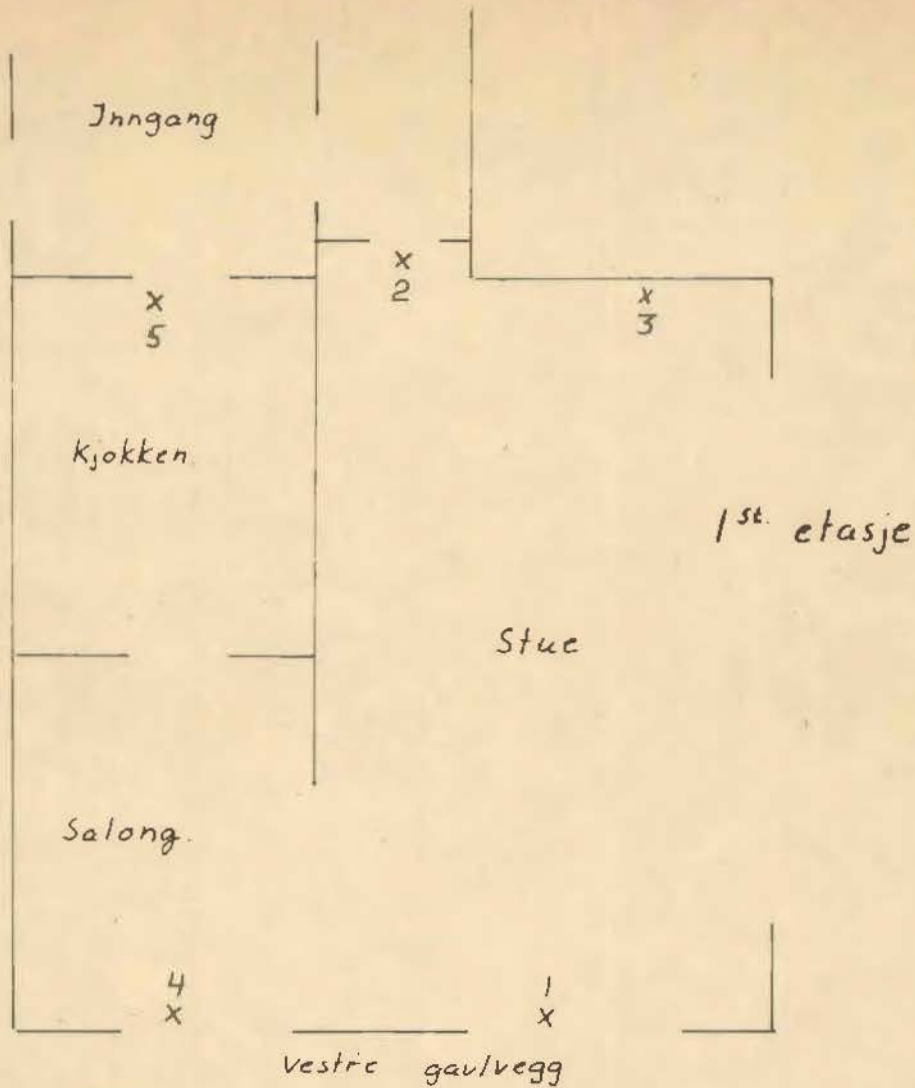 Inngang
x
2
x
5
x
3
Kjøkken
1st. etasje
Stue
Salong.
4
x
1
x
Vestre gavlvegg